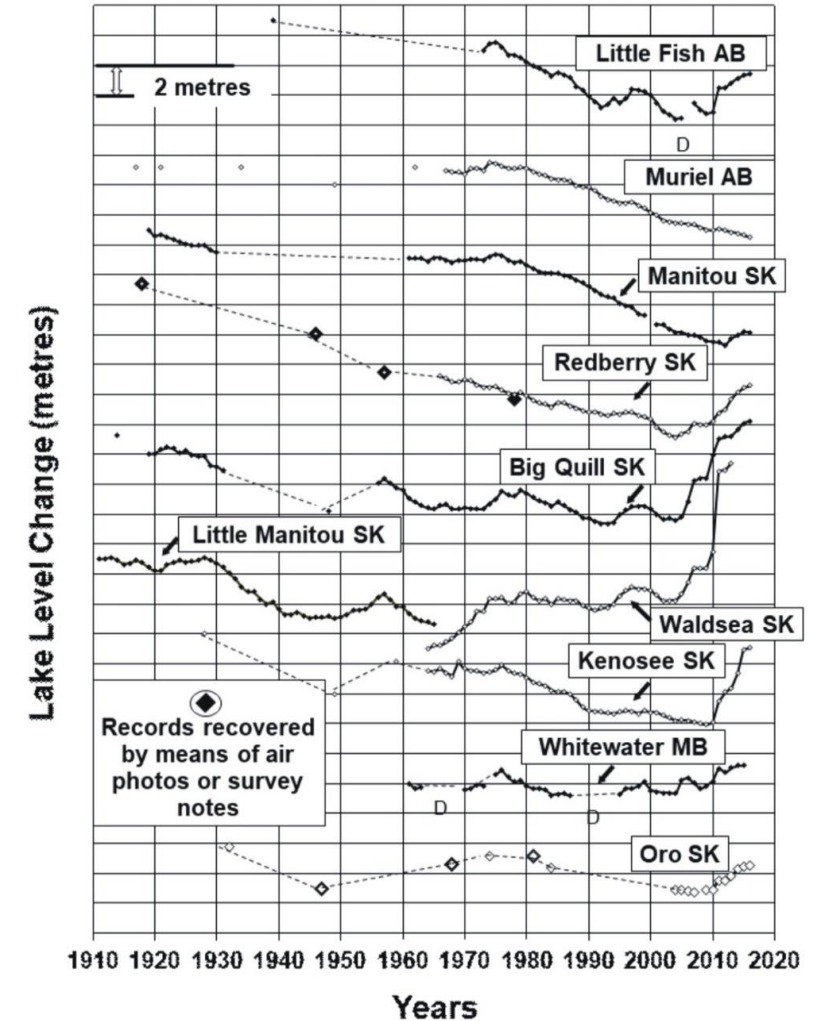 Little Fish AB
2 metres
D
Muriel AB
Manitou SK
Redberry SK
Big Quill SK
Little Manitou SK
Waldsea SK
Kenosee SK
Records recovered
by means of air
photos or survey
notes
Whitewater MB
D
D
Oro SK
Lake Level Change (metres)
1910 1920 1930 1940 1950 1960 1970 1980 1990 2000 2010 2020
Years